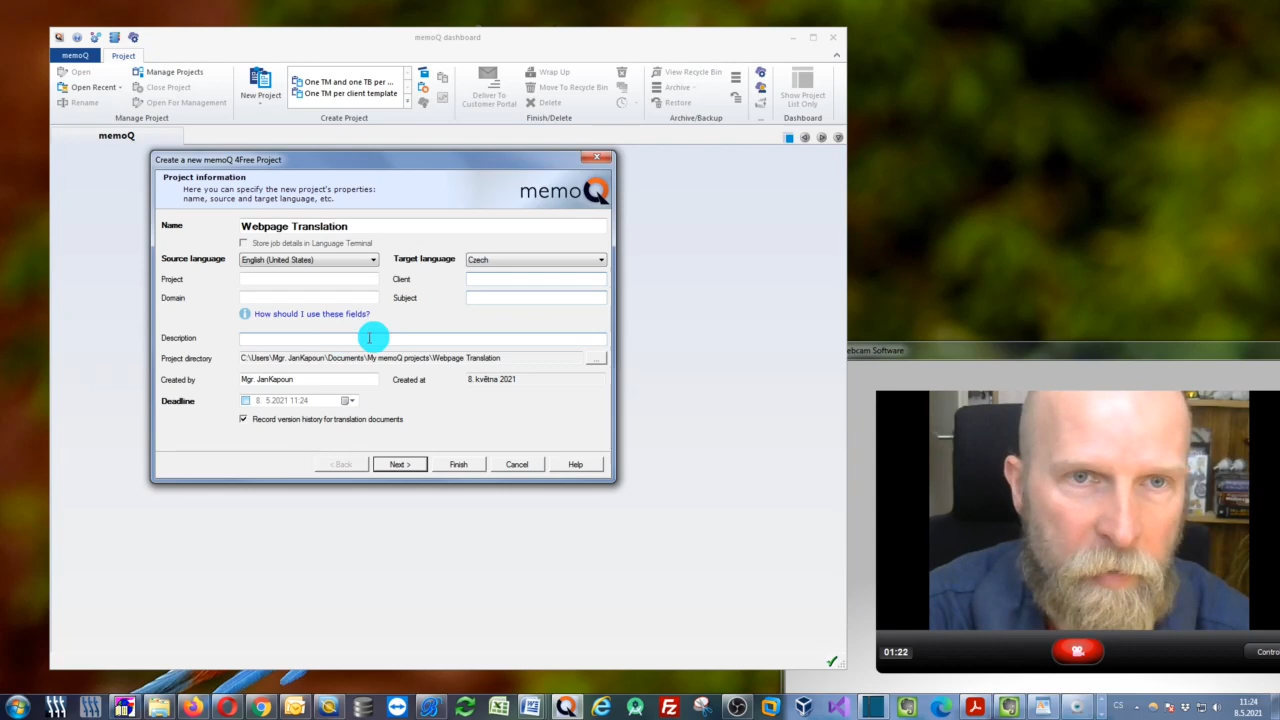 memoQ dashboard
memoQ
Project
Open
Manage Projects
Open Recent
Close Project
Rename
Open For Management
Manage Project
New Project
One TM and one TB per ...
One TM per client template
Create Project
Deliver To
Customer Portal
Wrap Up
Move To Recycle Bin
Delete
Finish/Delete
View Recycle Bin
Archive
Restore
Archive/Backup
...
Show Project
List Only
Dashboard
memoQ
Create a new memoQ 4Free Project
Project information
Here you can specify the new project's properties:
name, source and target language, etc.
memoQ
Name
Webpage Translation
Store job details in Language Terminal
Source language
English (United States)
Target language
Czech
Project
Client
Domain
Subject
How should I use these fields?
Description
Project directory
C:\Users\Mgr. JanKapoun\Documents\My memoQ projects\Webpage Translation
...
Created by
Mgr. JanKapoun
Created at
8. května 2021
Deadline
8. 5.2021 11:24
Record version history for translation documents
< Back
Next >
Finish
Cancel
Help
ebcam Software
01:22
Contro
CS
11:24
8.5.2021